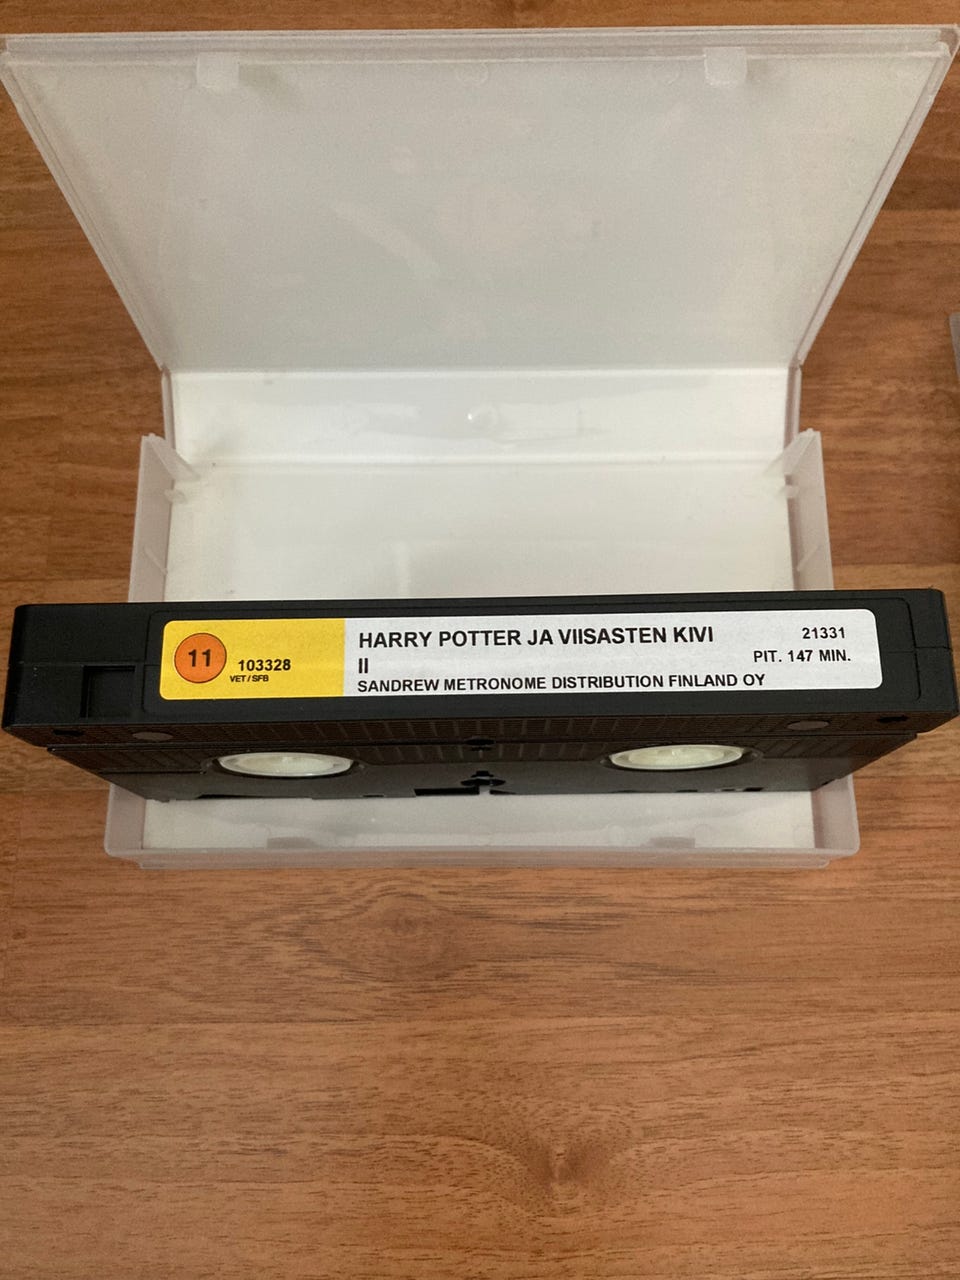 11
103328
VET / SFB
HARRY POTTER JA VIISASTEN KIVI
II
SANDREW METRONOME DISTRIBUTION FINLAND OY
21331
PIT. 147 MIN.